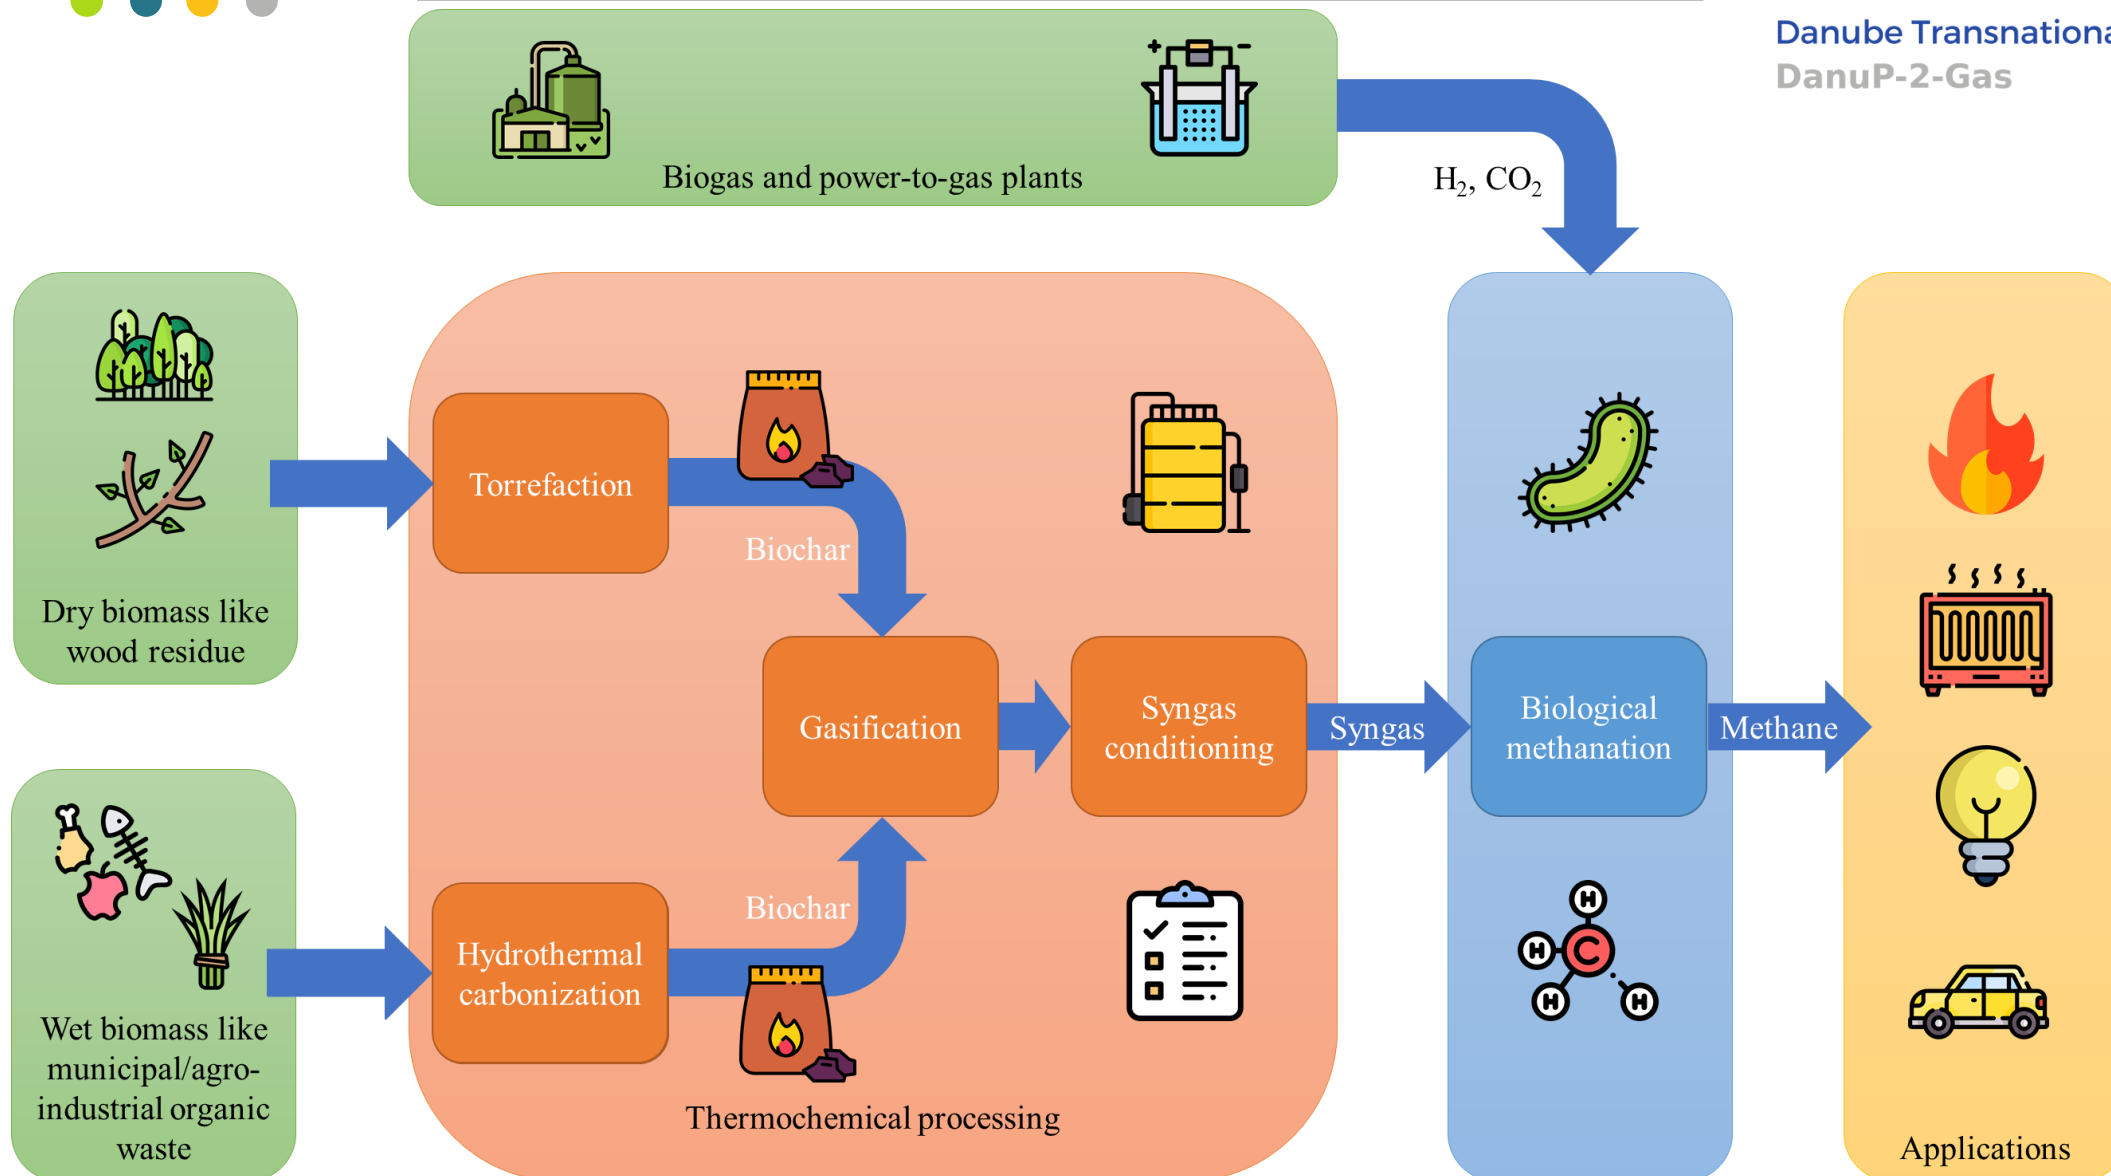 Danube Transnationa
DanuP-2-Gas
Biogas and power-to-gas plants
H₂, CO₂
Dry biomass like
wood residue
Torrefaction
Biochar
Gasification
Syngas
conditioning
Syngas
Biological
methanation
Methane
Biochar
Hydrothermal
carbonization
Wet biomass like
municipal/agro-
industrial organic
waste
Thermochemical processing
H
H
C
H
H
Applications